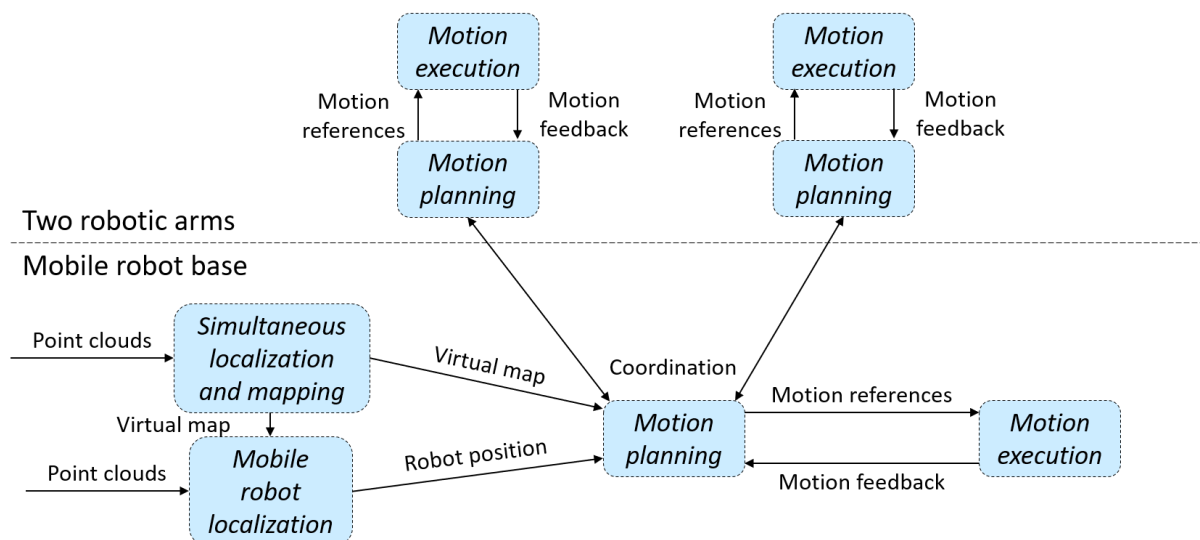 Motion
execution
Motion
execution
Motion
references
Motion
feedback
Motion
references
Motion
feedback
Motion
planning
Motion
planning
Two robotic arms
Mobile robot base
Point clouds
Simultaneous
localization
and mapping
Virtual map
Coordination
Motion references
Virtual map
Motion
planning
Motion
execution
Point clouds
Mobile
robot
localization
Robot position
Motion feedback